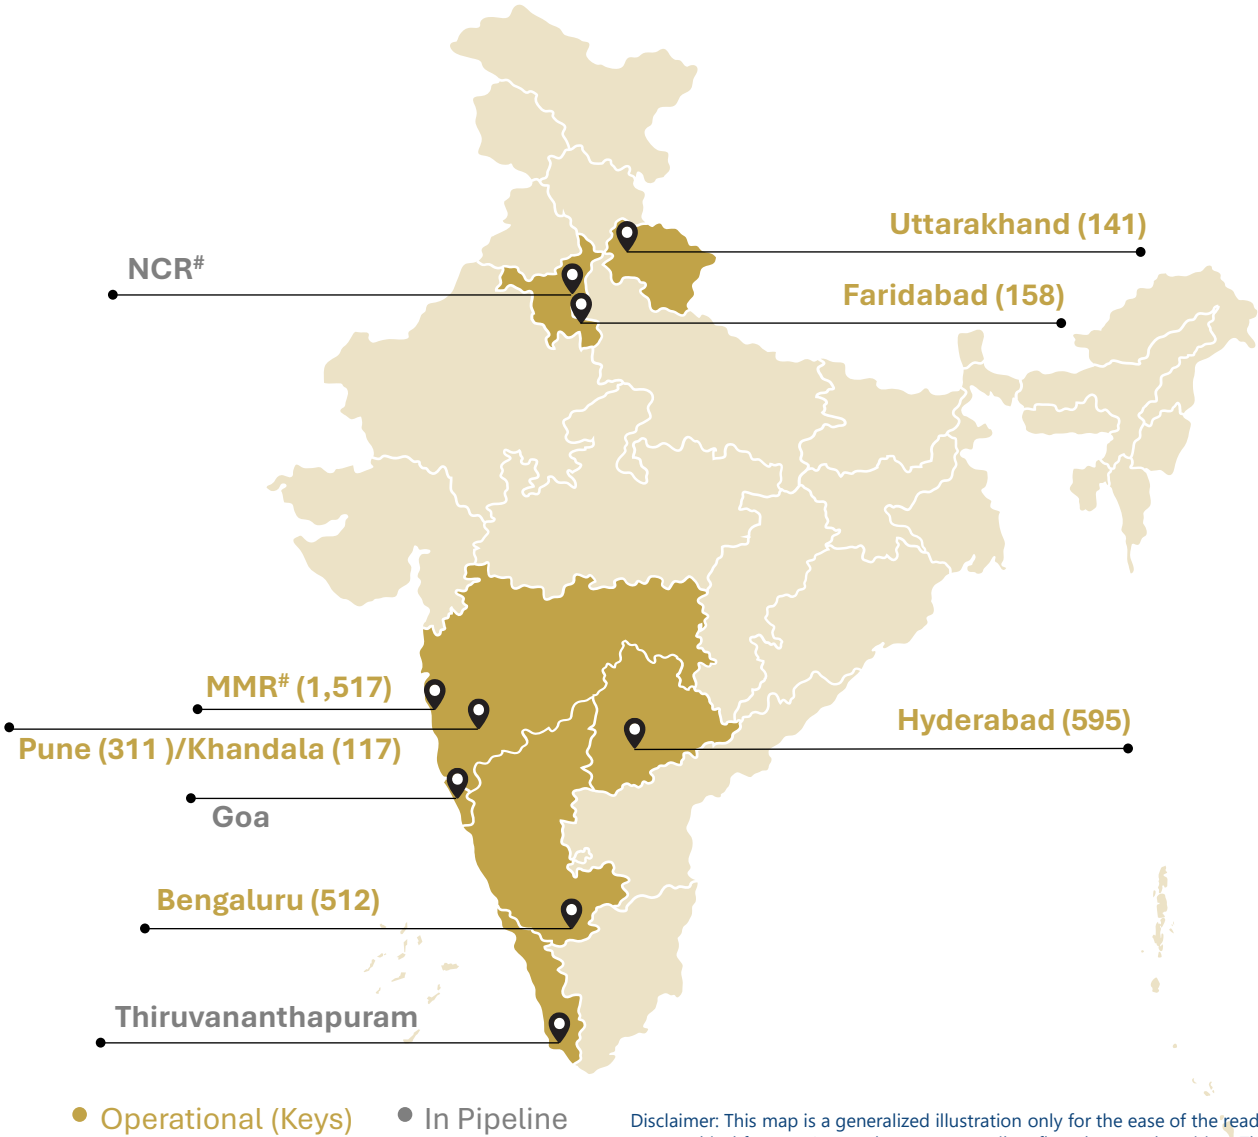 Uttarakhand (141)
NCR#
Faridabad (158)
MMR# (1,517)
Pune (311 )/Khandala (117)
Hyderabad (595)
Goa
Bengaluru (512)
Thiruvananthapuram
Operational (Keys)
In Pipeline
Disclaimer: This map is a generalized illustration only for the ease of the read